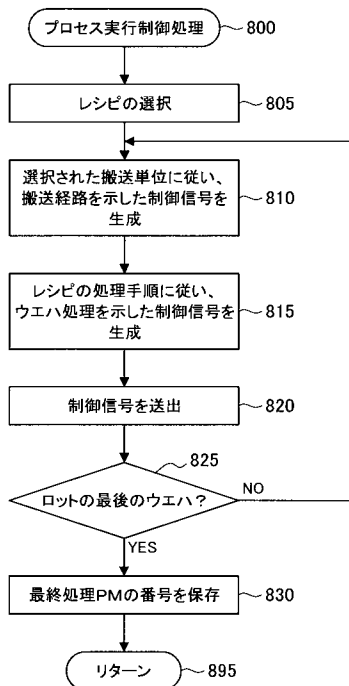 プロセス実行制御処理 800
レシピの選択 805
選択された搬送単位に従い、
搬送経路を示した制御信号を 810
生成
レシピの処理手順に従い、
ウエハ処理を示した制御信号を 815
生成
制御信号を送出 820
825
ロットの最後のウエハ? NO
YES
最終処理PMの番号を保存 830
リターン 895